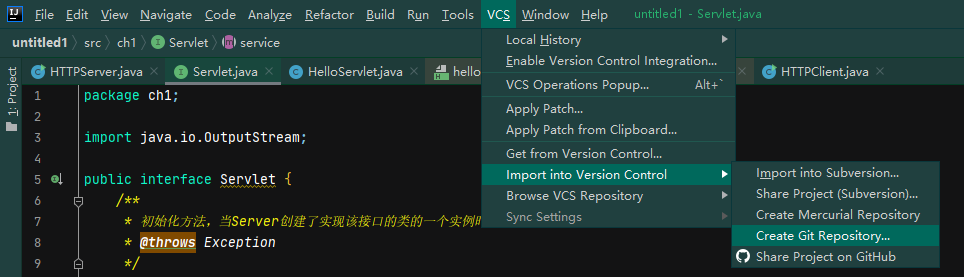 IJ File Edit View Navigate Code Analyze Refactor Build Run Tools VCS Window Help untitled1 - Servlet.java
untitled1 src ch1 I Servlet m service
C HTTPServer.java I Servlet.java C HelloServlet.java H hello C HTTPClient.java
1: Project
1 package ch1;
2
3 import java.io.OutputStream;
4
5 I public interface Servlet {
6 /**
7 * 初始化方法，当Server创建了实现该接口的类的一个实例
8 * @throws Exception
9 */
Local History
Enable Version Control Integration...
VCS Operations Popup... Alt+`
Apply Patch...
Apply Patch from Clipboard...
Get from Version Control...
Import into Version Control
Browse VCS Repository
Sync Settings
Import into Subversion...
Share Project (Subversion)...
Create Mercurial Repository
Create Git Repository...
Share Project on GitHub